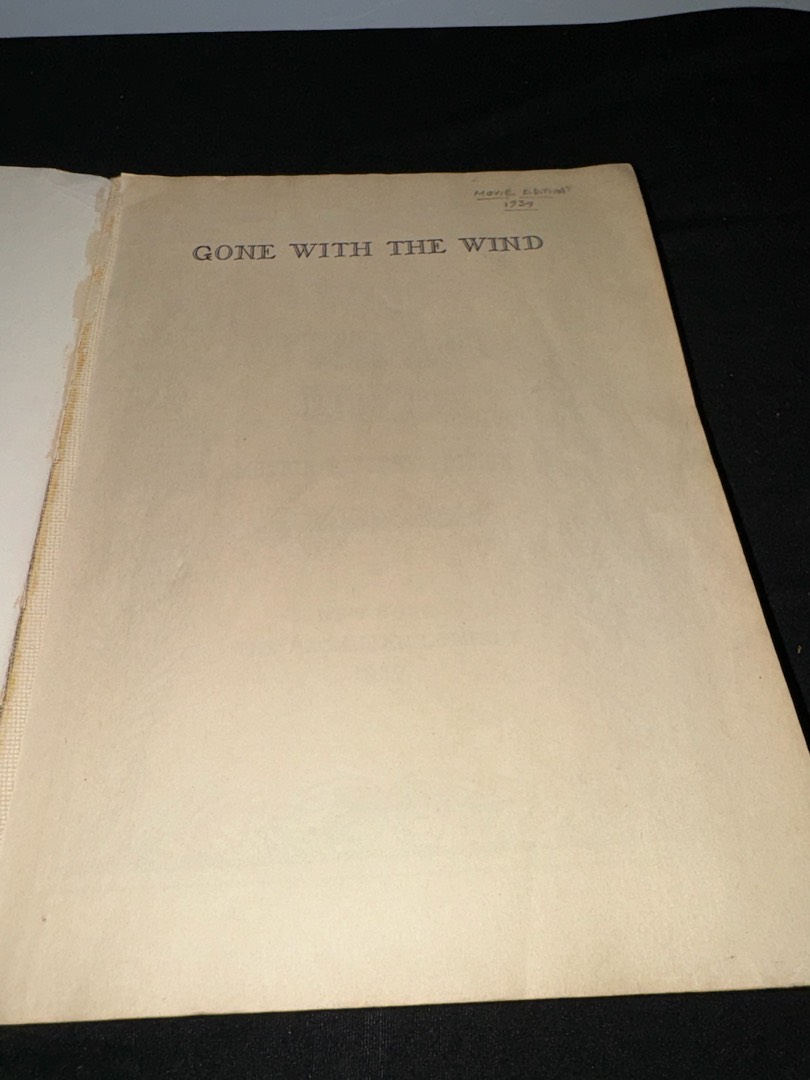 MOVIE EDITION
1939
GONE WITH THE WIND